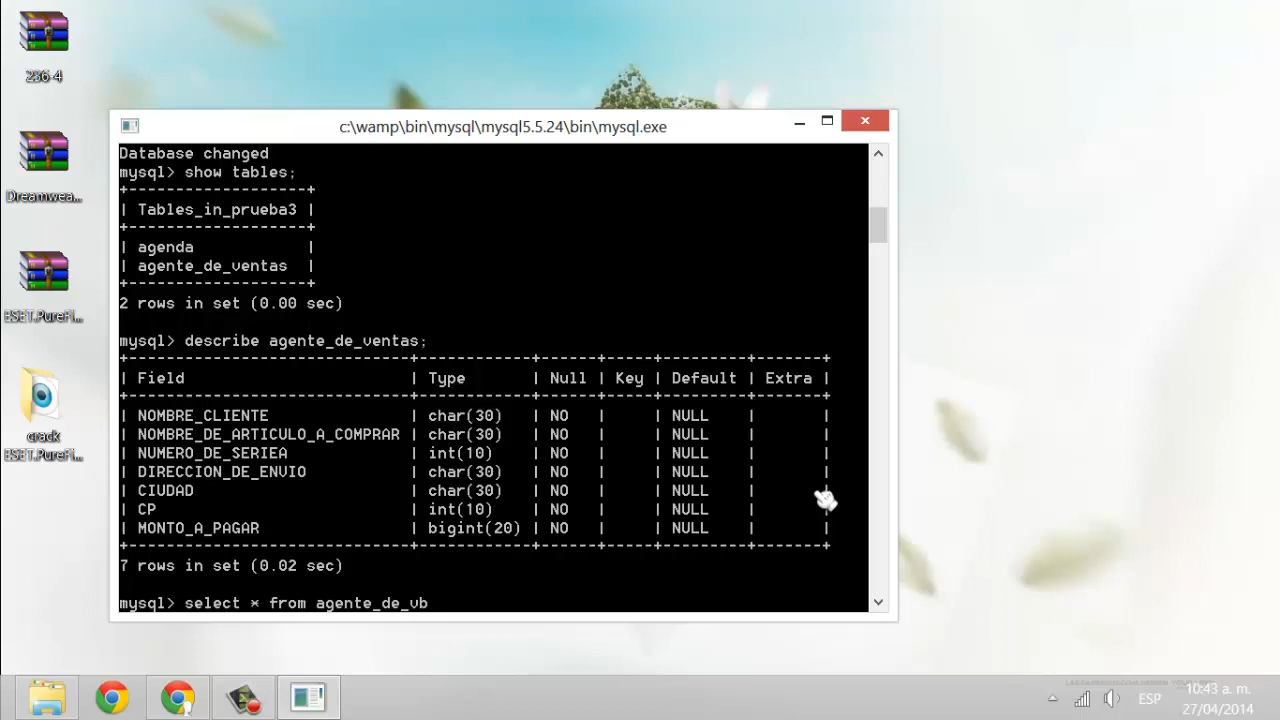 236-4
Dreamwea...
ESET.PureFi...
crack
ESET.PureFi...
c:\wamp\bin\mysql\mysql5.5.24\bin\mysql.exe
Database changed
mysql> show tables;
+--------------------+
| Tables_in_prueba3 |
+--------------------+
| agenda |
| agente_de_ventas |
+--------------------+
2 rows in set (0.00 sec)
mysql> describe agente_de_ventas;
+-------------------------------+-------------+------+-----+---------+-------+
| Field | Type | Null | Key | Default | Extra |
+-------------------------------+-------------+------+-----+---------+-------+
| NOMBRE_CLIENTE | char(30) | NO | | NULL | |
| NOMBRE_DE_ARTICULO_A_COMPRAR | char(30) | NO | | NULL | |
| NUMERO_DE_SERIEA | int(10) | NO | | NULL | |
| DIRECCION_DE_ENVIO | char(30) | NO | | NULL | |
| CIUDAD | char(30) | NO | | NULL | |
| CP | int(10) | NO | | NULL | |
| MONTO_A_PAGAR | bigint(20) | NO | | NULL | |
+-------------------------------+-------------+------+-----+---------+-------+
7 rows in set (0.02 sec)
mysql> select * from agente_de_vb
ESP
10:43 a. m.
27/04/2014